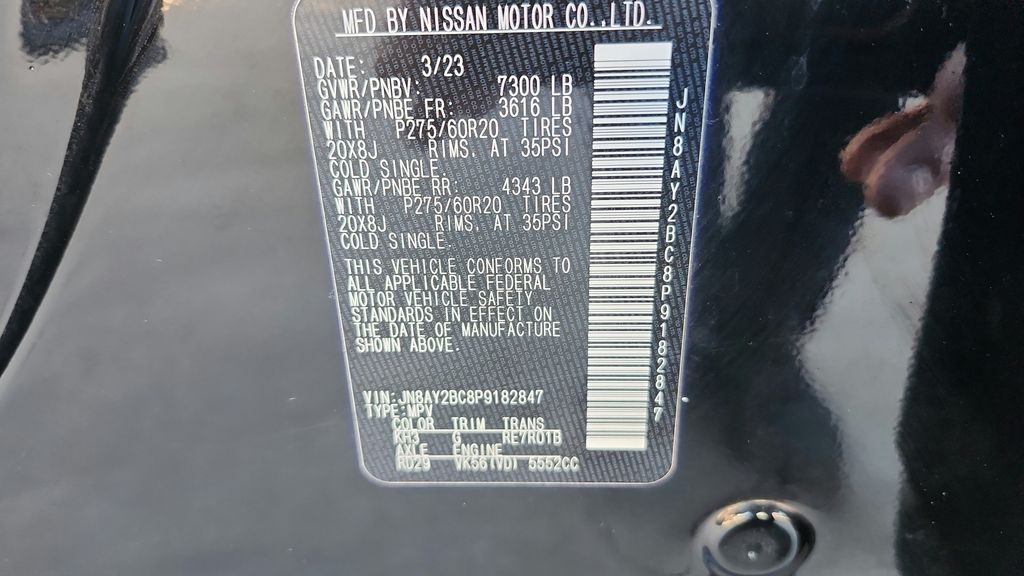 MFD BY NISSAN MOTOR CO.,LTD.
DATE: 3/23
GVWR/PNBV: 7300 LB
GAWR/PNBE FR: 3616 LB
WITH P275/60R20 TIRES
20X8J RIMS, AT 35PSI
COLD SINGLE.
GAWR/PNBE RR: 4343 LB
WITH P275/60R20 TIRES
20X8J RIMS, AT 35PSI
COLD SINGLE.
THIS VEHICLE CONFORMS TO
ALL APPLICABLE FEDERAL
MOTOR VEHICLE SAFETY
STANDARDS IN EFFECT ON
THE DATE OF MANUFACTURE
SHOWN ABOVE.
VIN:JN8AY2BC8P9182847
TYPE:MPV
COLOR TRIM TRANS
KH3 G RE7R01B
AXLE ENGINE
RD29 VK56(VD) 5552CC
JN8AY2BC8P9182847